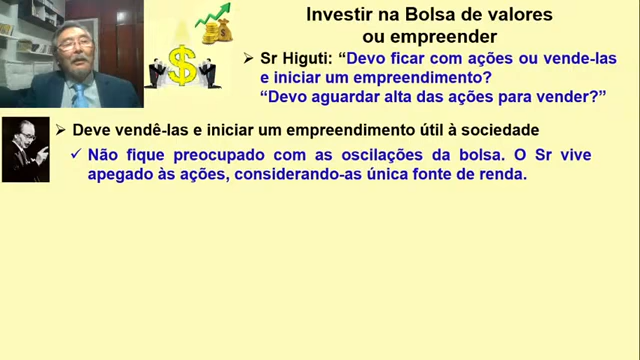 Investir na Bolsa de valores
ou empreender
➢ Sr Higuti: “Devo ficar com ações ou vende-las
e iniciar um empreendimento?
“Devo aguardar alta das ações para vender?”
➢ Deve vendê-las e iniciar um empreendimento útil à sociedade
✓ Não fique preocupado com as oscilações da bolsa. O Sr vive
apegado às ações, considerando-as única fonte de renda.